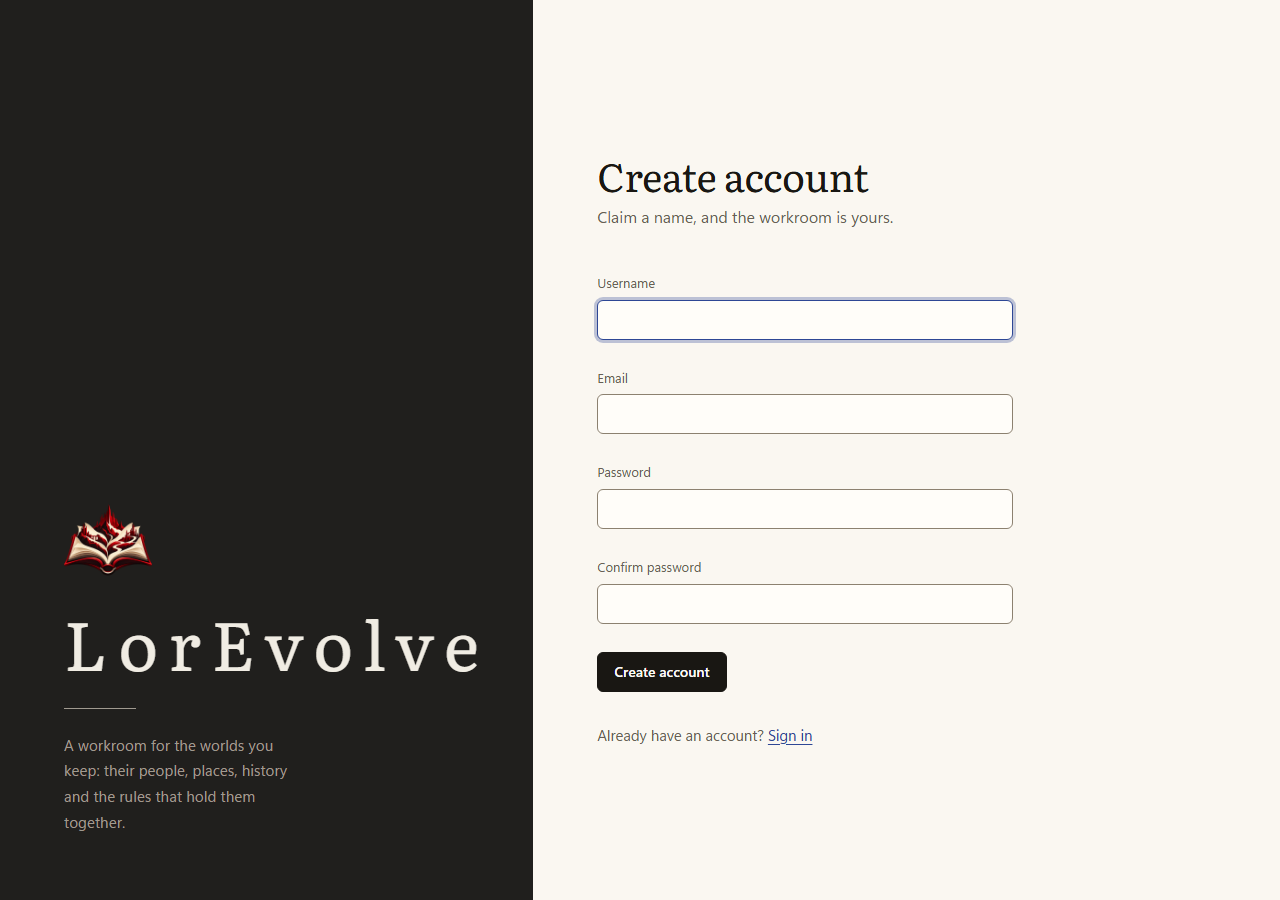 LorEvolve
A workroom for the worlds you
keep: their people, places, history
and the rules that hold them
together.
Create account
Claim a name, and the workroom is yours.
Username
Email
Password
Confirm password
Create account
Already have an account? Sign in